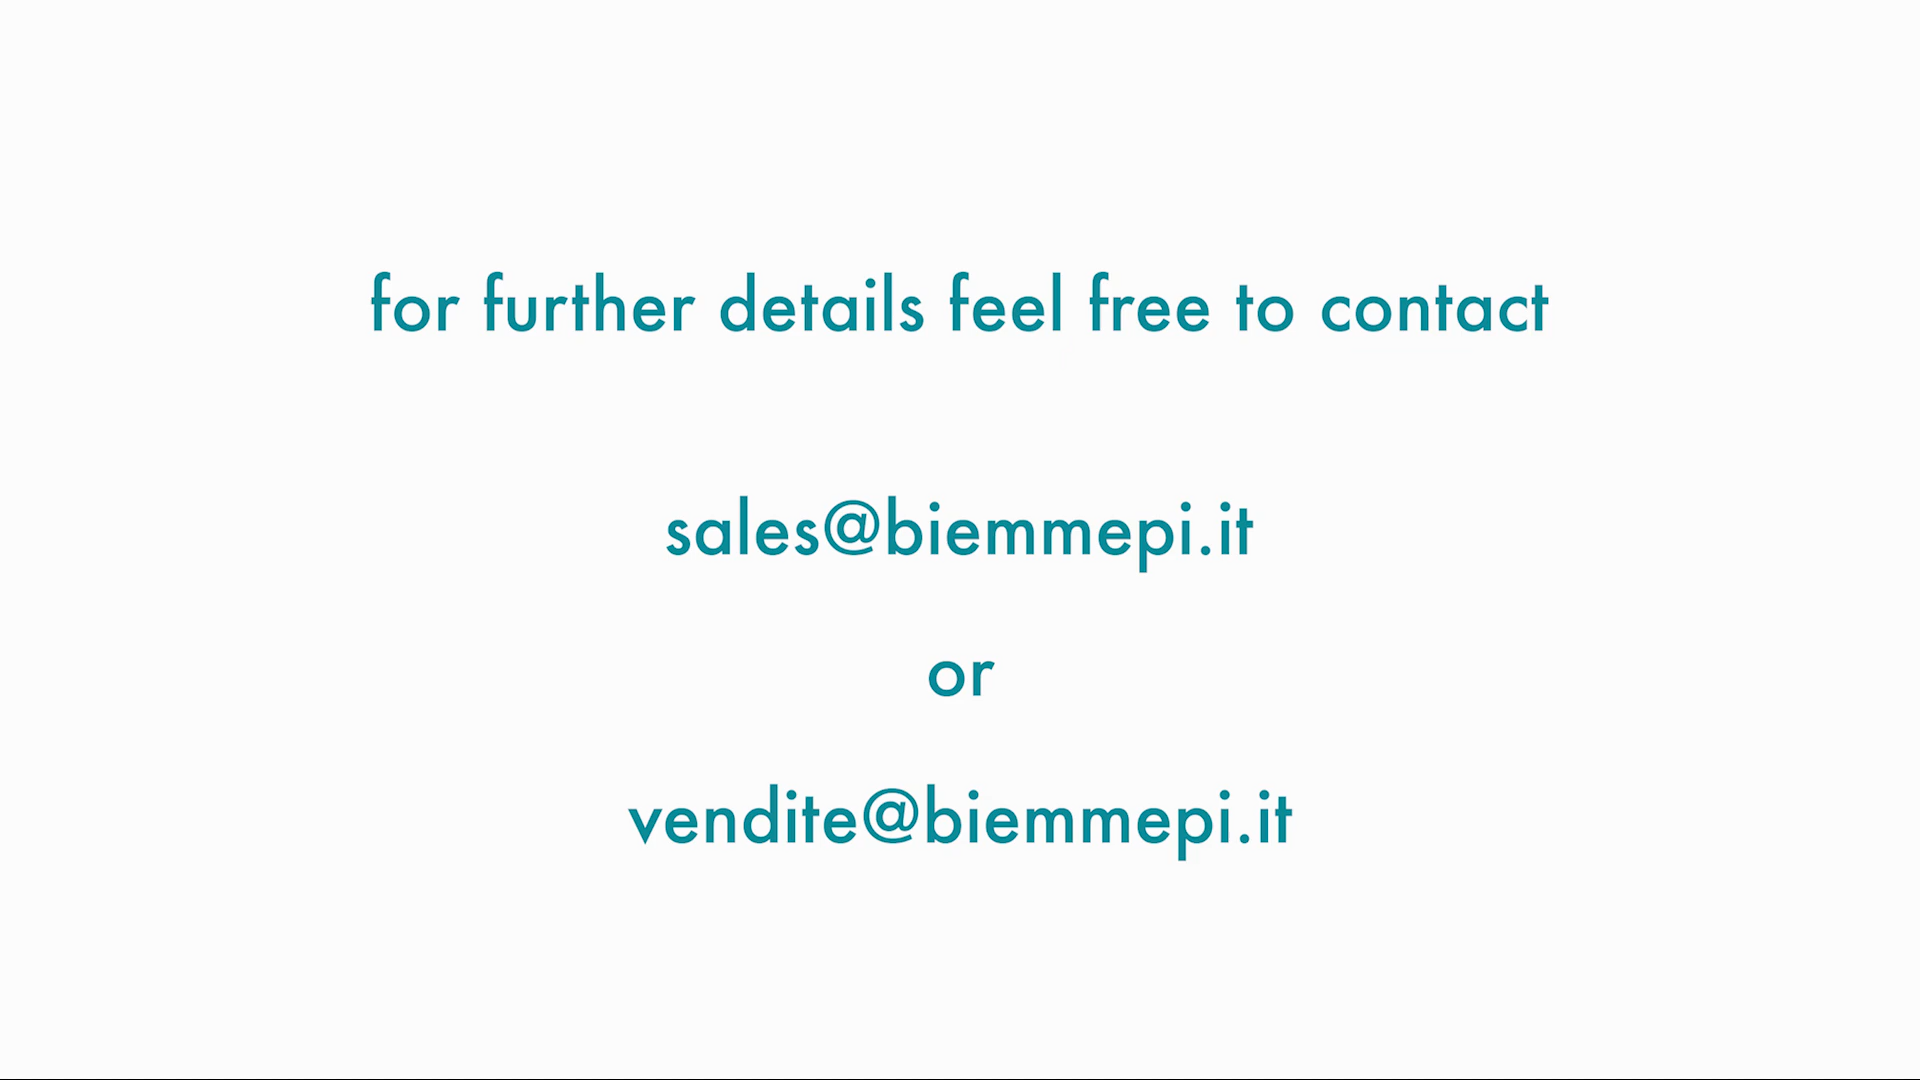 for further details feel free to contact
sales@biemmepi.it
or
vendite@biemmepi.it